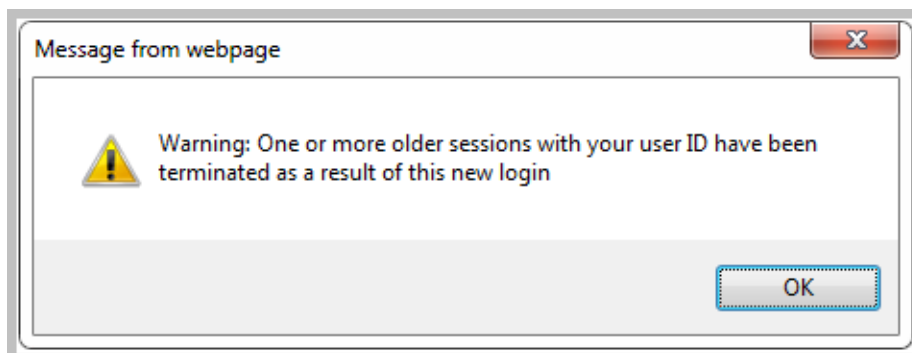 Message from webpage
Warning: One or more older sessions with your user ID have been
terminated as a result of this new login
OK